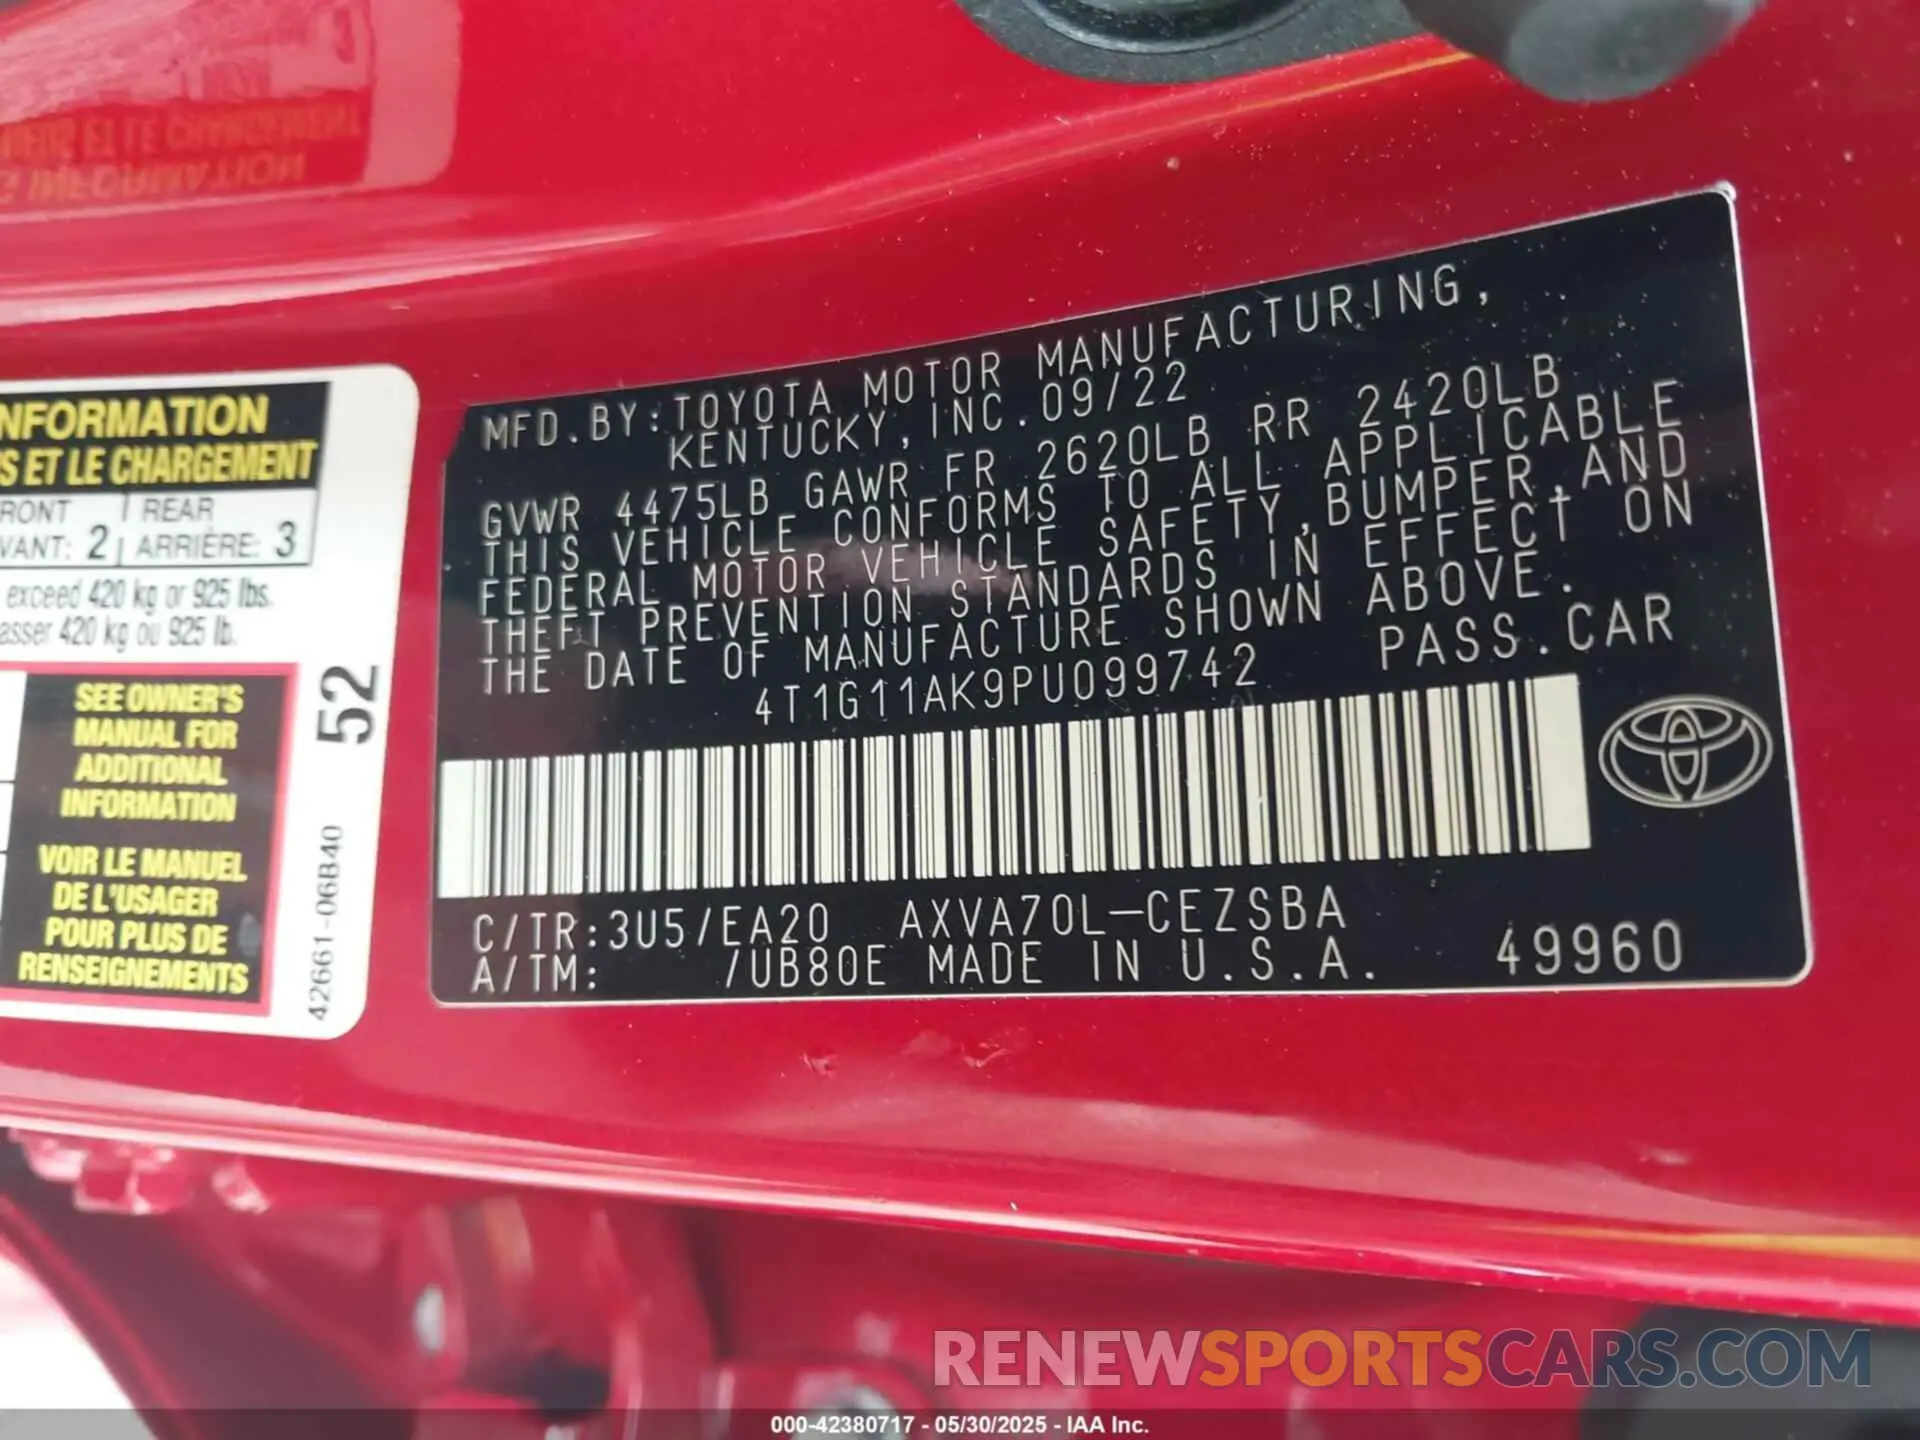 NFORMATION
S ET LE CHARGEMENT
RONT | REAR
VANT: 2 | ARRIÈRE: 3
exceed 420 kg or 925 lbs.
asser 420 kg ou 925 lb.
SEE OWNER'S
MANUAL FOR
ADDITIONAL
INFORMATION
VOIR LE MANUEL
DE L'USAGER
POUR PLUS DE
RENSEIGNEMENTS
52
42661-06B40
MFD.BY:TOYOTA MOTOR MANUFACTURING,
KENTUCKY,INC.09/22
GVWR 4475LB GAWR FR 2620LB RR 2420LB
THIS VEHICLE CONFORMS TO ALL APPLICABLE
FEDERAL MOTOR VEHICLE SAFETY,BUMPER,AND
THEFT PREVENTION STANDARDS IN EFFECT ON
THE DATE OF MANUFACTURE SHOWN ABOVE.
4T1G11AK9PU099742 PASS.CAR
C/TR:3U5/EA20 AXVA70L-CEZSBA
A/TM: /UB80E MADE IN U.S.A. 49960
RENEWSPORTSCARS.COM
000-42380717 - 05/30/2025 - IAA Inc.